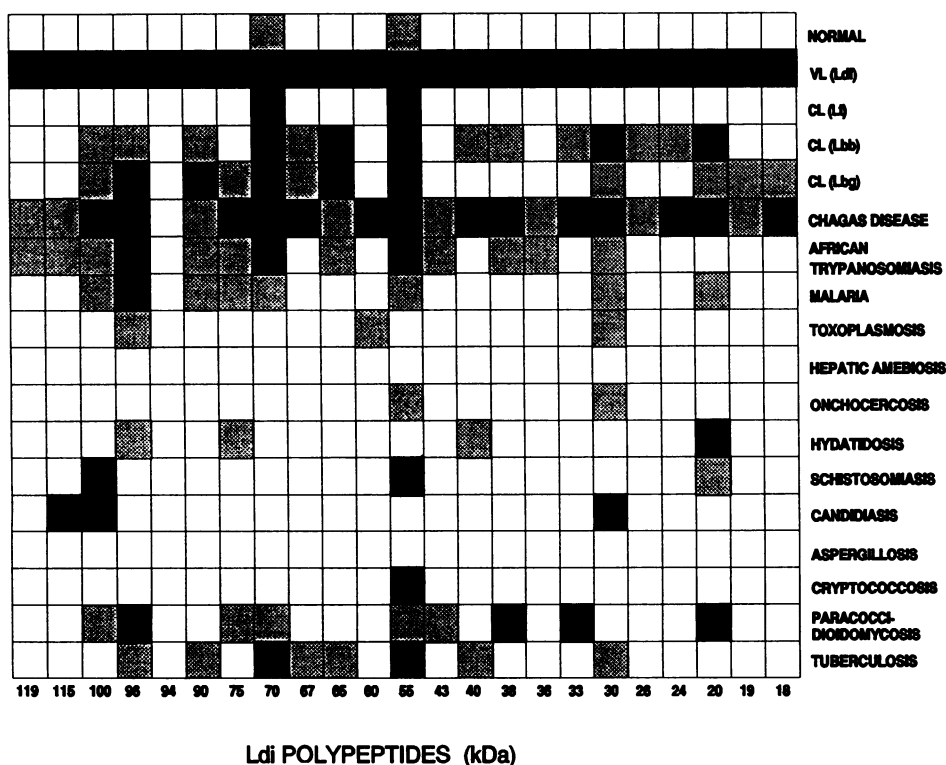 NORMAL
VL (Ldi)
CL (Ll)
CL (Lbb)
CL (Lbg)
CHAGAS DISEASE
AFRICAN
TRYPANOSOMIASIS
MALARIA
TOXOPLASMOSIS
HEPATIC AMEBIOSIS
ONCHOCERCOSIS
HYDATIDOSIS
SCHISTOSOMIASIS
CANDIDIASIS
ASPERGILLOSIS
CRYPTOCOCCOSIS
PARACOCCI-
DIOIDOMYCOSIS
TUBERCULOSIS
119 115 100 96 94 90 75 70 67 65 60 55 43 40 38 36 33 30 26 24 20 19 18
Ldi POLYPEPTIDES (kDa)